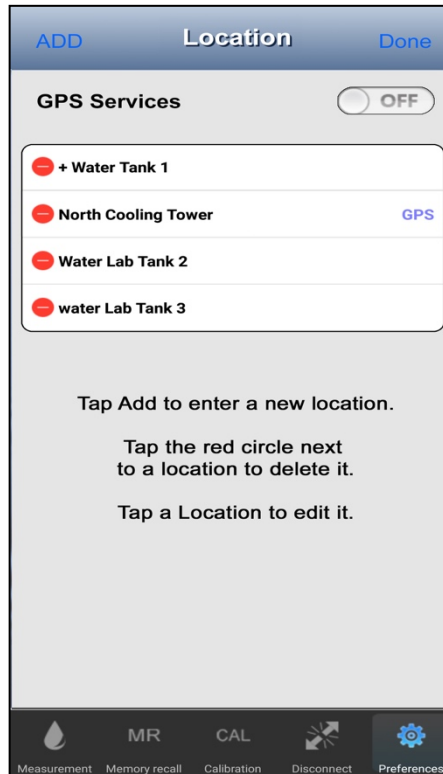 ADD Location Done
GPS Services OFF
+ Water Tank 1
North Cooling Tower GPS
Water Lab Tank 2
water Lab Tank 3
Tap Add to enter a new location.
Tap the red circle next
to a location to delete it.
Tap a Location to edit it.
MR CAL
Measurement Memory recall Calibration Disconnect Preferences